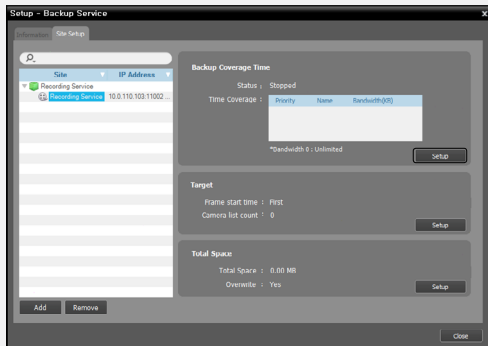 Setup - Backup Service
x
Information
Site Setup
Site
IP Address
Recording Service
Recording Service 10.0.110.103:11002 ...
Add
Remove
Backup Coverage Time
Status : Stopped
Time Coverage :
Priority Name Bandwidth(KB)
*Bandwidth 0 : Unlimited
Setup
Target
Frame start time : First
Camera list count : 0
Setup
Total Space
Total Space : 0.00 MB
Overwrite : Yes
Setup
Close